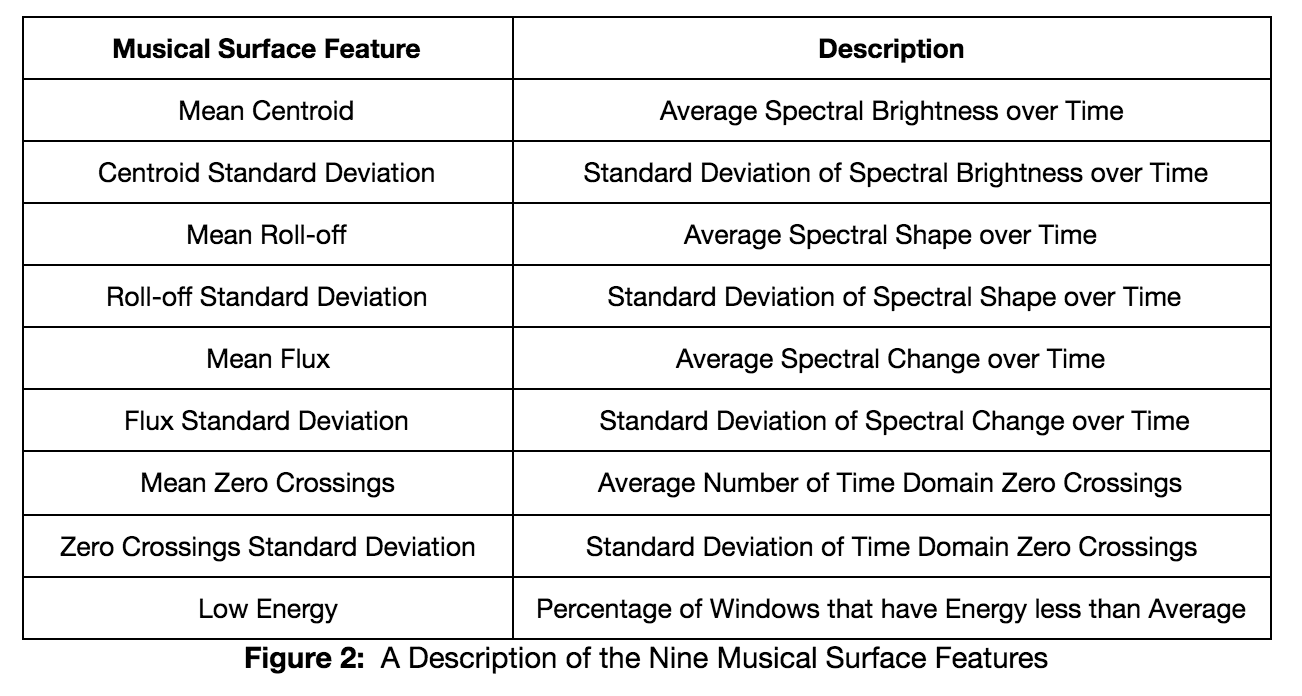 Musical Surface Feature Description
Mean Centroid Average Spectral Brightness over Time
Centroid Standard Deviation Standard Deviation of Spectral Brightness over Time
Mean Roll-off Average Spectral Shape over Time
Roll-off Standard Deviation Standard Deviation of Spectral Shape over Time
Mean Flux Average Spectral Change over Time
Flux Standard Deviation Standard Deviation of Spectral Change over Time
Mean Zero Crossings Average Number of Time Domain Zero Crossings
Zero Crossings Standard Deviation Standard Deviation of Time Domain Zero Crossings
Low Energy Percentage of Windows that have Energy less than Average
Figure 2: A Description of the Nine Musical Surface Features